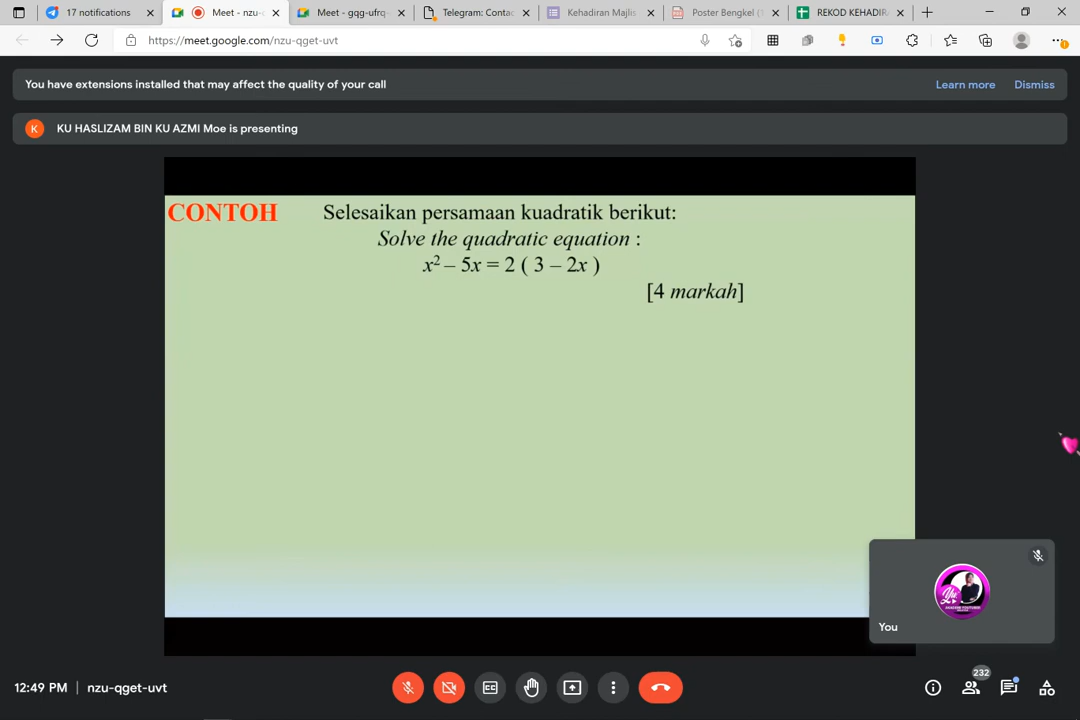 17 notifications
Meet - nzu-
Meet - gqg-ufrq-
Telegram: Contac
Kehadiran Majlis
Poster Bengkel (1
REKOD KEHADIRA
https://meet.google.com/nzu-qget-uvt
You have extensions installed that may affect the quality of your call
Learn more
Dismiss
K
KU HASLIZAM BIN KU AZMI Moe is presenting
CONTOH
Selesaikan persamaan kuadratik berikut:
Solve the quadratic equation :
x² – 5x = 2 ( 3 – 2x )
[4 markah]
You
12:49 PM | nzu-qget-uvt
232